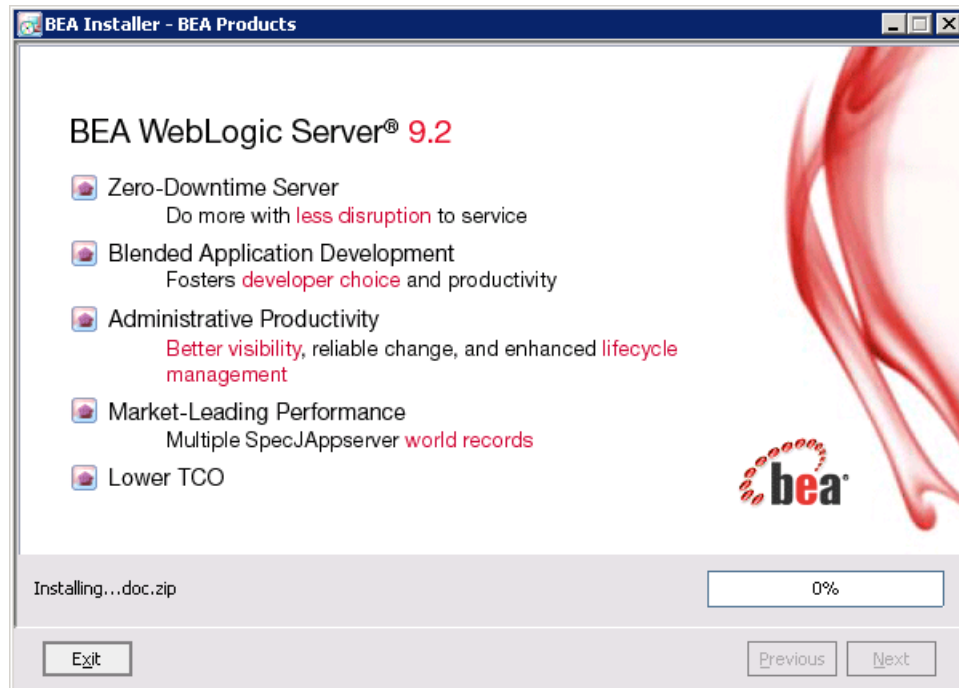 BEA Installer - BEA Products
BEA WebLogic Server® 9.2
Zero-Downtime Server
Do more with less disruption to service
Blended Application Development
Fosters developer choice and productivity
Administrative Productivity
Better visibility, reliable change, and enhanced lifecycle
management
Market-Leading Performance
Multiple SpecJAppserver world records
Lower TCO
bea®
Installing...doc.zip
0%
Exit
Previous
Next